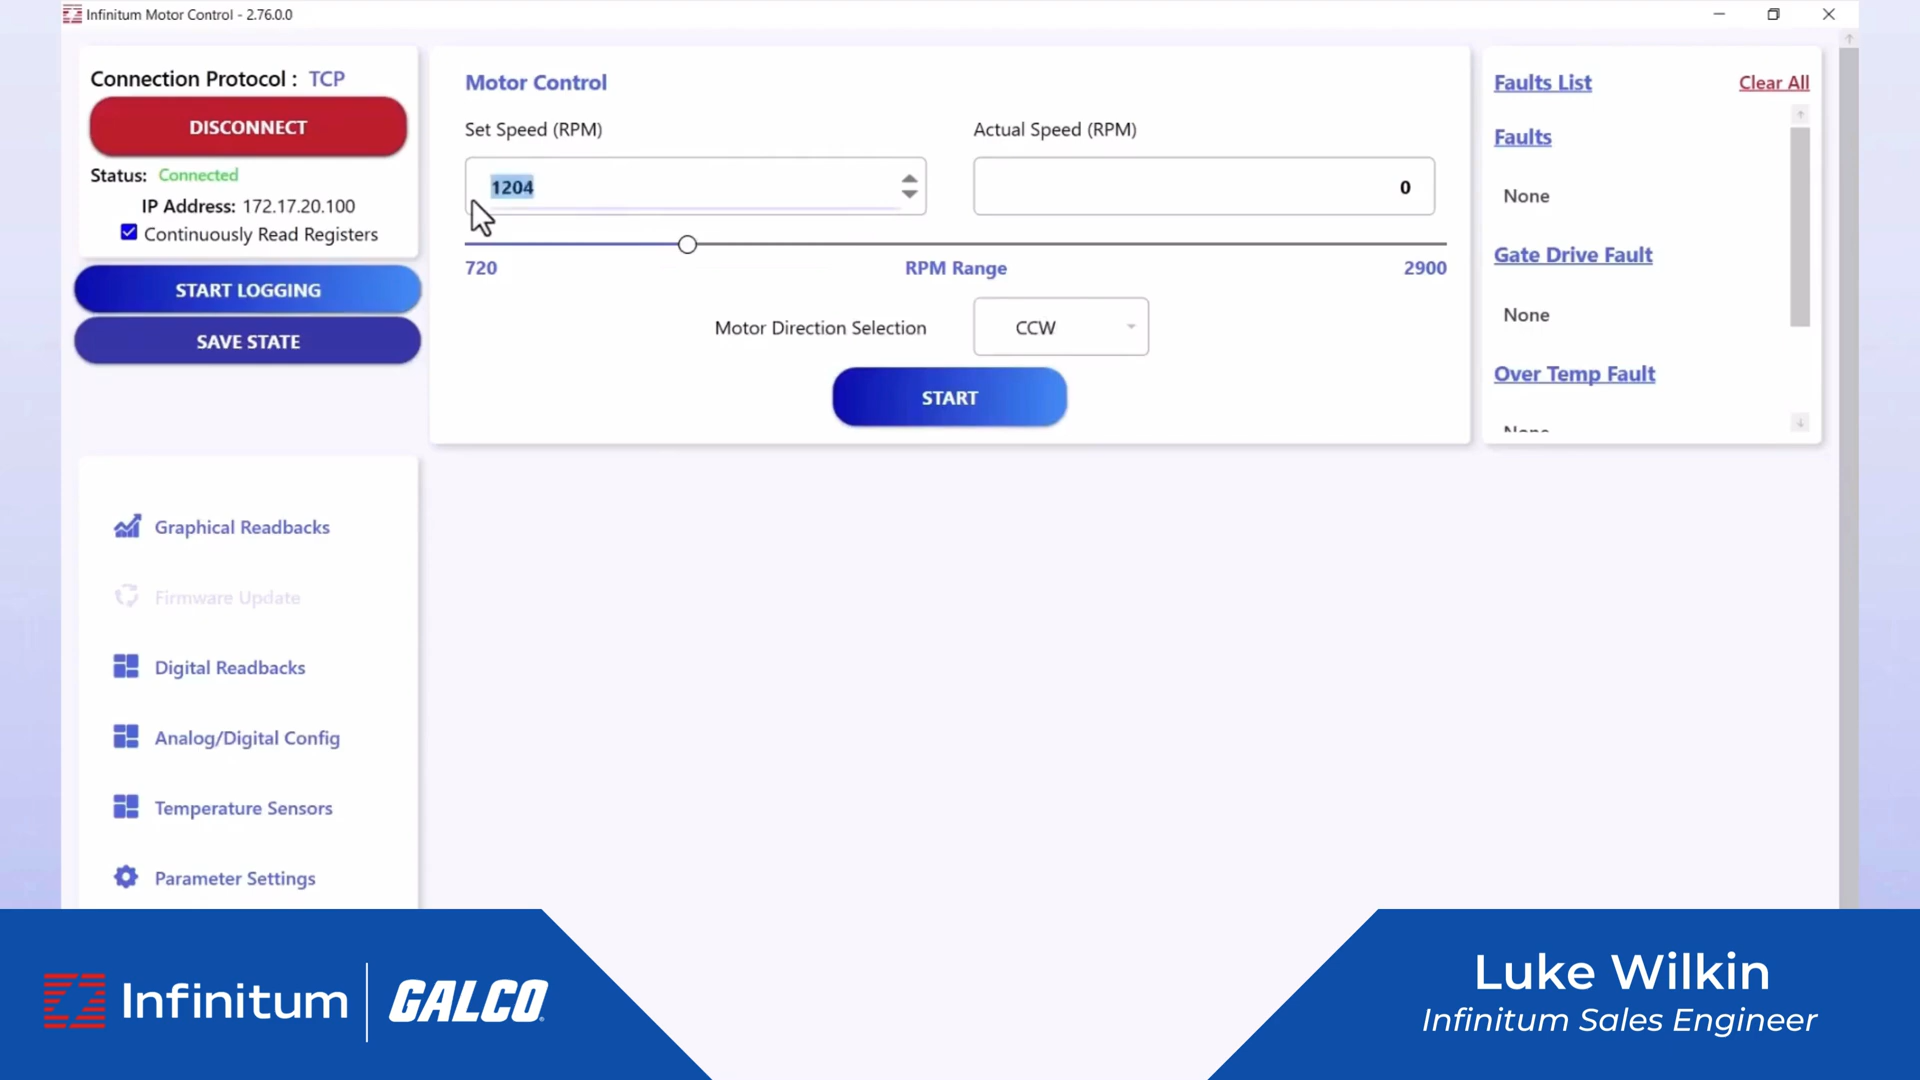 Infinitum Motor Control - 2.76.0.0
Connection Protocol : TCP
DISCONNECT
Status: Connected
IP Address: 172.17.20.100
Continuously Read Registers
START LOGGING
SAVE STATE
Motor Control
Set Speed (RPM)
Actual Speed (RPM)
1204
0
720
RPM Range
2900
Motor Direction Selection
CCW
START
Faults List
Clear All
Faults
None
Gate Drive Fault
None
Over Temp Fault
None
Graphical Readbacks
Firmware Update
Digital Readbacks
Analog/Digital Config
Temperature Sensors
Parameter Settings
Infinitum
GALCO
Luke Wilkin
Infinitum Sales Engineer